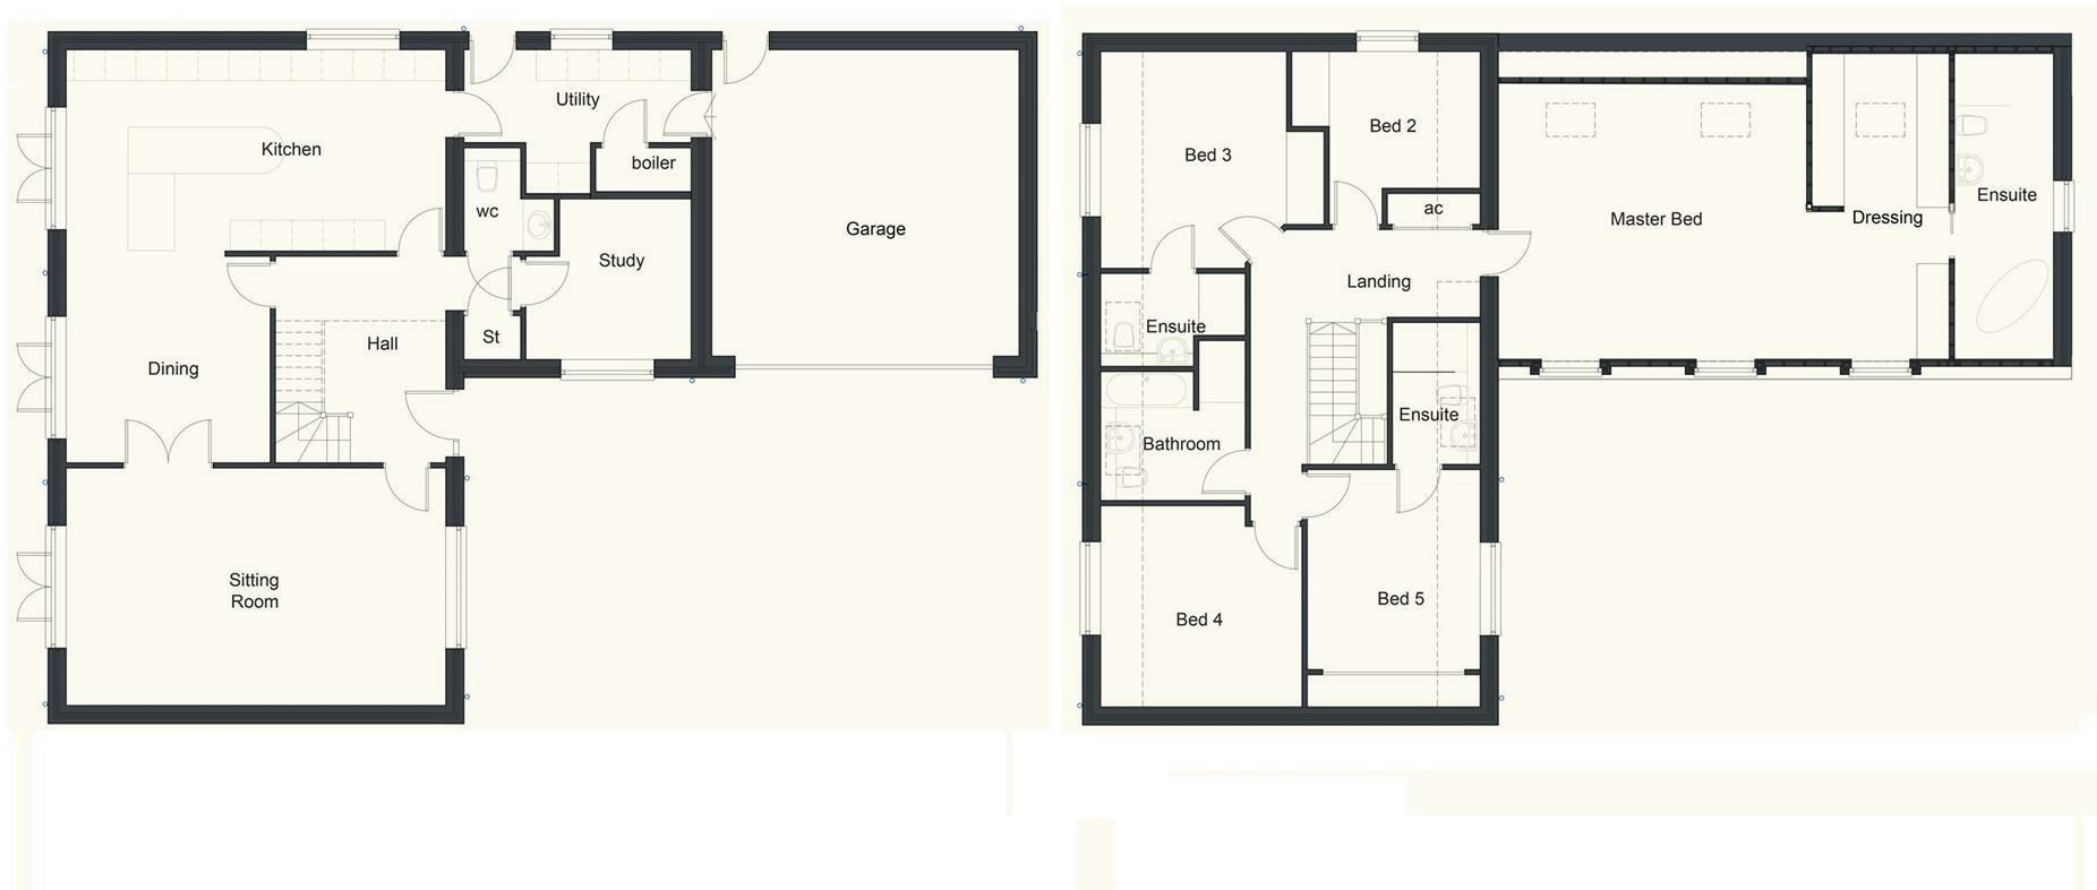 Kitchen
Utility
boiler
wc
Study
Garage
St
Hall
Dining
Sitting
Room
Bed 3
Bed 2
ac
Master Bed
Dressing
Ensuite
Landing
Ensuite
Ensuite
Bathroom
Bed 4
Bed 5